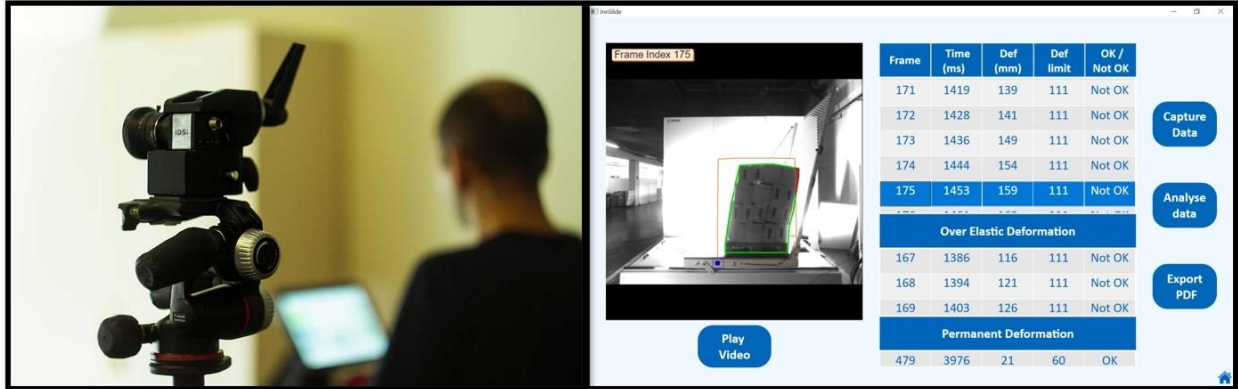 iDS
InnSlide
Frame Index 175
Frame Time (ms) Def (mm) Def limit OK / Not OK
171 1419 139 111 Not OK
172 1428 141 111 Not OK
173 1436 149 111 Not OK
174 1444 154 111 Not OK
175 1453 159 111 Not OK
Over Elastic Deformation
167 1386 116 111 Not OK
168 1394 121 111 Not OK
169 1403 126 111 Not OK
Permanent Deformation
479 3976 21 60 OK
Capture
Data
Analyse
data
Export
PDF
Play
Video